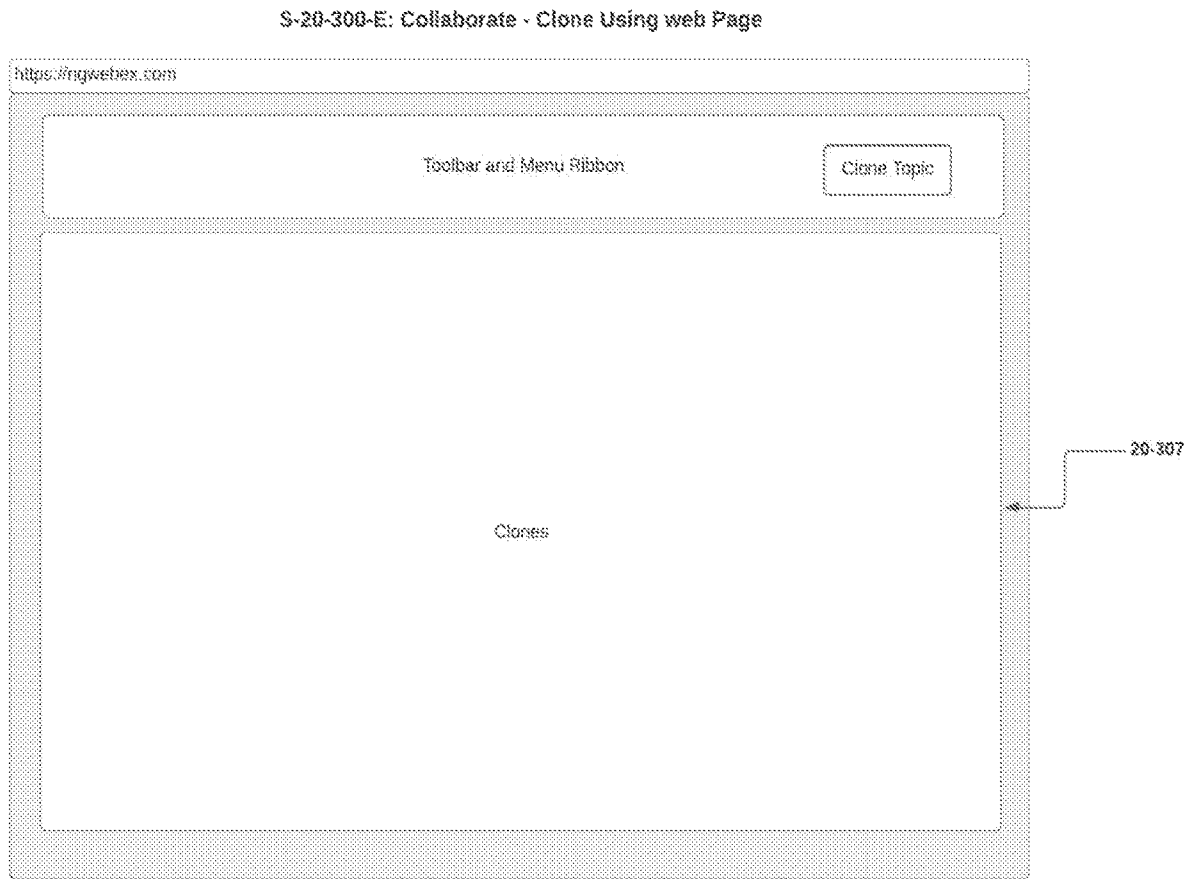 S-20-300-E: Collaborate - Clone Using web Page
https://ngwebex.com
Toolbar and Menu Ribbon
Clone Topic
20-307
Clones